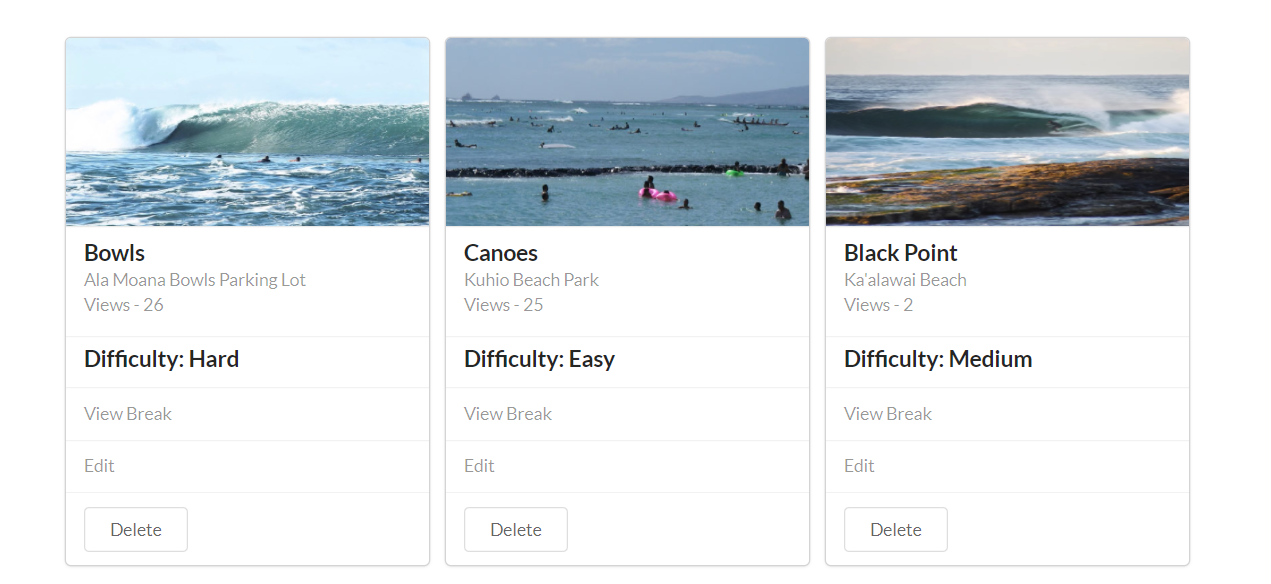 Bowls
Ala Moana Bowls Parking Lot
Views - 26
Difficulty: Hard
View Break
Edit
Delete
Canoes
Kuhio Beach Park
Views - 25
Difficulty: Easy
View Break
Edit
Delete
Black Point
Ka'alawai Beach
Views - 2
Difficulty: Medium
View Break
Edit
Delete